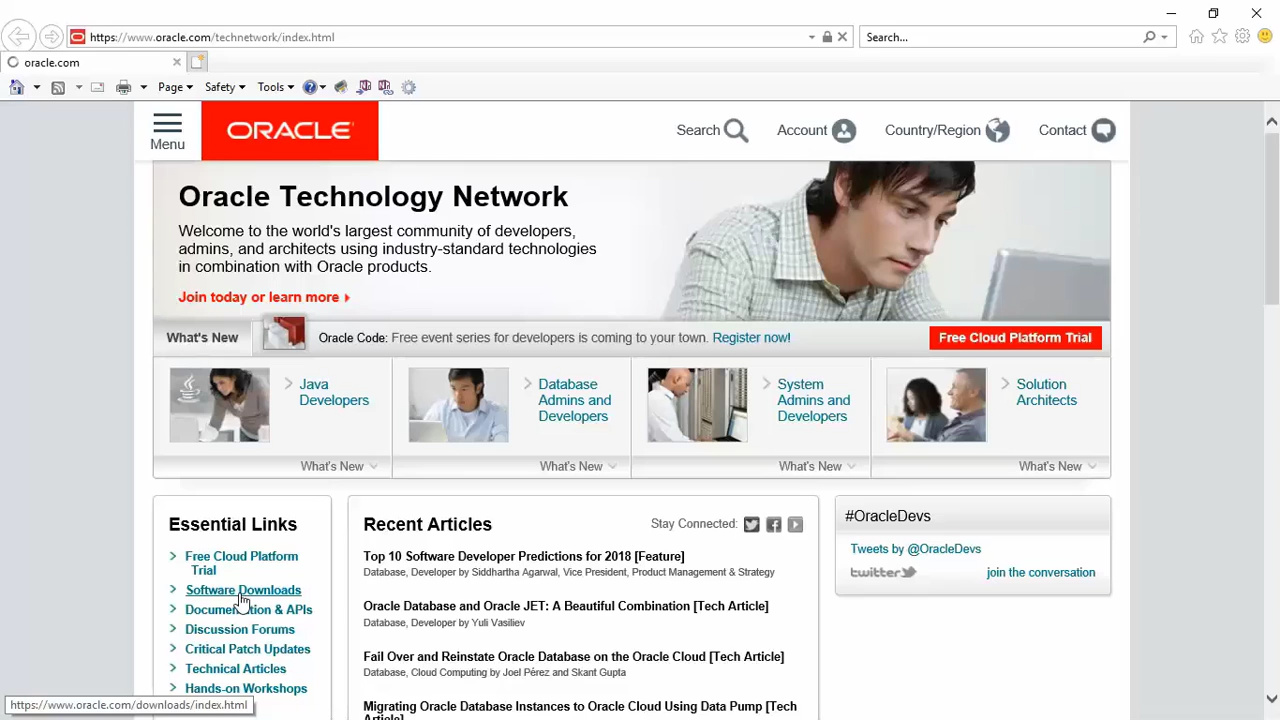 https://www.oracle.com/technetwork/index.html
Search...
oracle.com
Page
Safety
Tools
Menu
ORACLE
Search
Account
Country/Region
Contact
Oracle Technology Network
Welcome to the world's largest community of developers,
admins, and architects using industry-standard technologies
in combination with Oracle products.
Join today or learn more
What's New
Oracle Code: Free event series for developers is coming to your town. Register now!
Free Cloud Platform Trial
Java
Developers
What's New
Database
Admins and
Developers
What's New
System
Admins and
Developers
What's New
Solution
Architects
What's New
Essential Links
Free Cloud Platform
Trial
Software Downloads
Documentation & APIs
Discussion Forums
Critical Patch Updates
Technical Articles
Hands-on Workshops
Recent Articles
Stay Connected:
Top 10 Software Developer Predictions for 2018 [Feature]
Database, Developer by Siddhartha Agarwal, Vice President, Product Management & Strategy
Oracle Database and Oracle JET: A Beautiful Combination [Tech Article]
Database, Developer by Yuli Vasiliev
Fail Over and Reinstate Oracle Database on the Oracle Cloud [Tech Article]
Database, Cloud Computing by Joel Pérez and Skant Gupta
Migrating Oracle Database Instances to Oracle Cloud Using Data Pump [Tech
Article]
#OracleDevs
Tweets by @OracleDevs
twitter
join the conversation
https://www.oracle.com/downloads/index.html